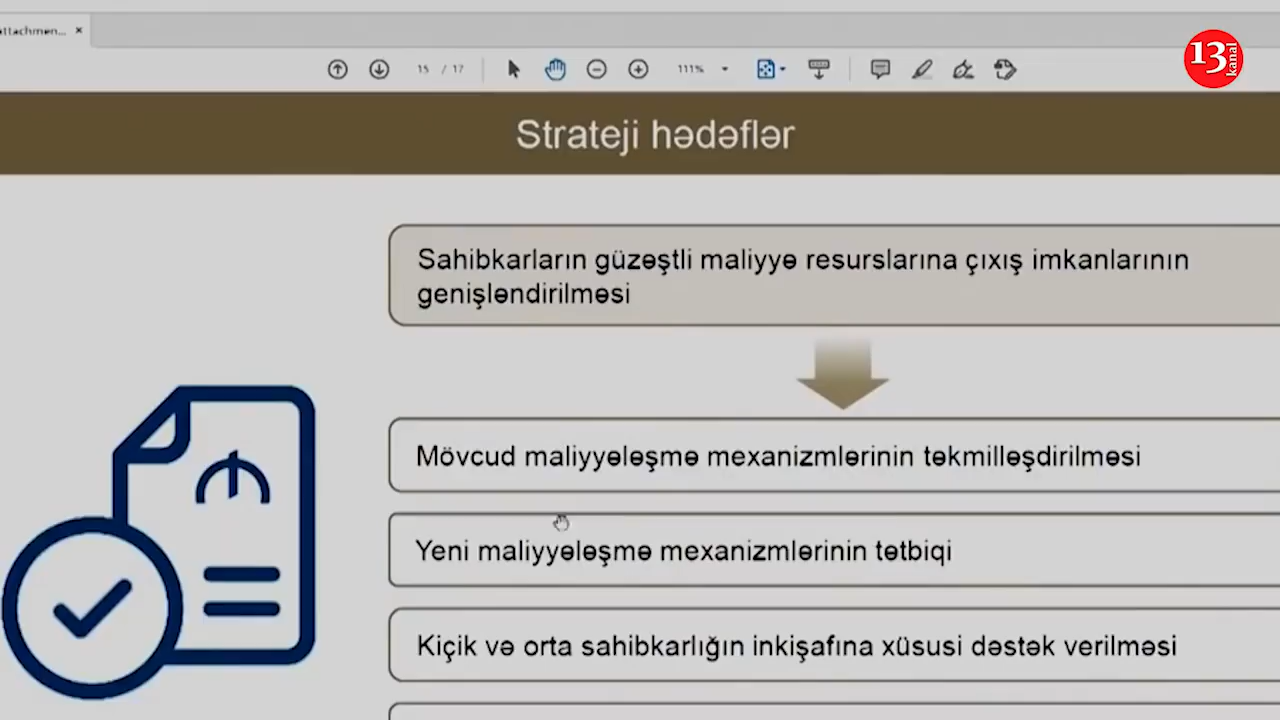 attachmen... ×
13
kanal
15 / 17
111%
Strateji hədəflər
Sahibkarların güzəştli maliyyə resurslarına çıxış imkanlarının
genişləndirilməsi
Mövcud maliyyələşmə mexanizmlərinin təkmilləşdirilməsi
Yeni maliyyələşmə mexanizmlərinin tətbiqi
Kiçik və orta sahibkarlığın inkişafına xüsusi dəstək verilməsi